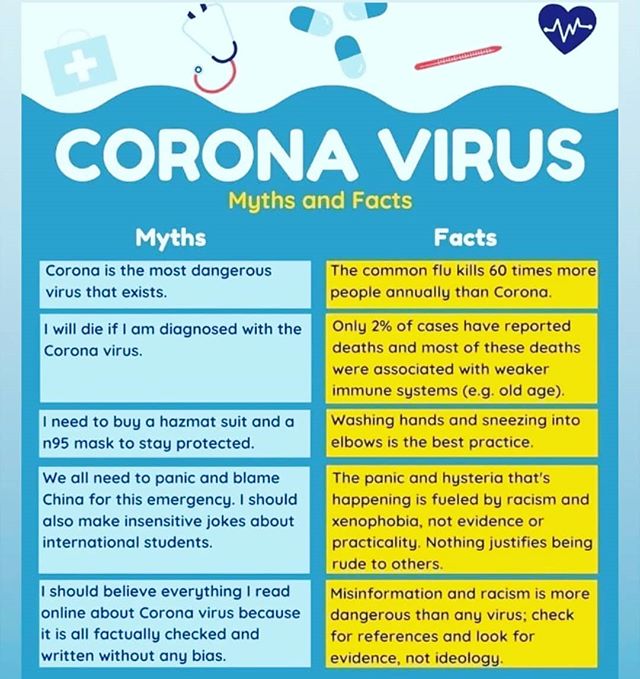 CORONA VIRUS
Myths and Facts
Myths
Facts
Corona is the most dangerous
virus that exists.
The common flu kills 60 times more
people annually than Corona.
I will die if I am diagnosed with the
Corona virus.
Only 2% of cases have reported
deaths and most of these deaths
were associated with weaker
immune systems (e.g. old age).
I need to buy a hazmat suit and a
n95 mask to stay protected.
Washing hands and sneezing into
elbows is the best practice.
We all need to panic and blame
China for this emergency. I should
also make insensitive jokes about
international students.
The panic and hysteria that's
happening is fueled by racism and
xenophobia, not evidence or
practicality. Nothing justifies being
rude to others.
I should believe everything I read
online about Corona virus because
it is all factually checked and
written without any bias.
Misinformation and racism is more
dangerous than any virus; check
for references and look for
evidence, not ideology.